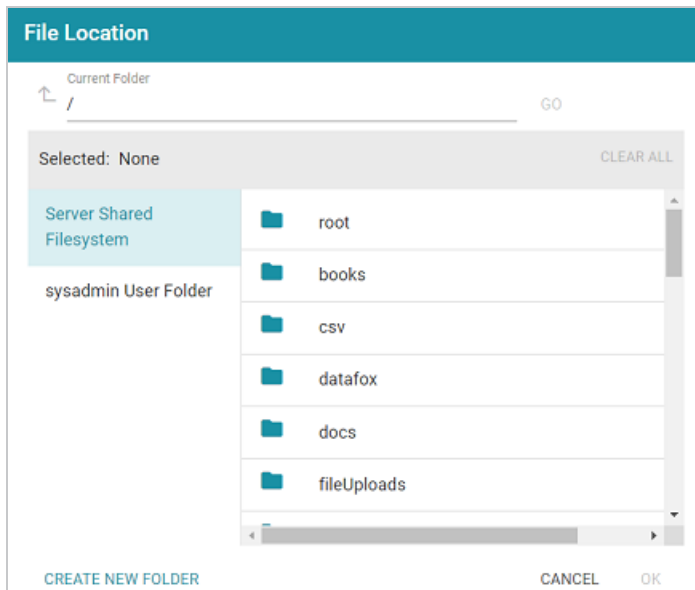 File Location
Current Folder
/
GO
Selected: None
CLEAR ALL
Server Shared
Filesystem
sysadmin User Folder
root
books
csv
datafox
docs
fileUploads
CREATE NEW FOLDER
CANCEL
OK